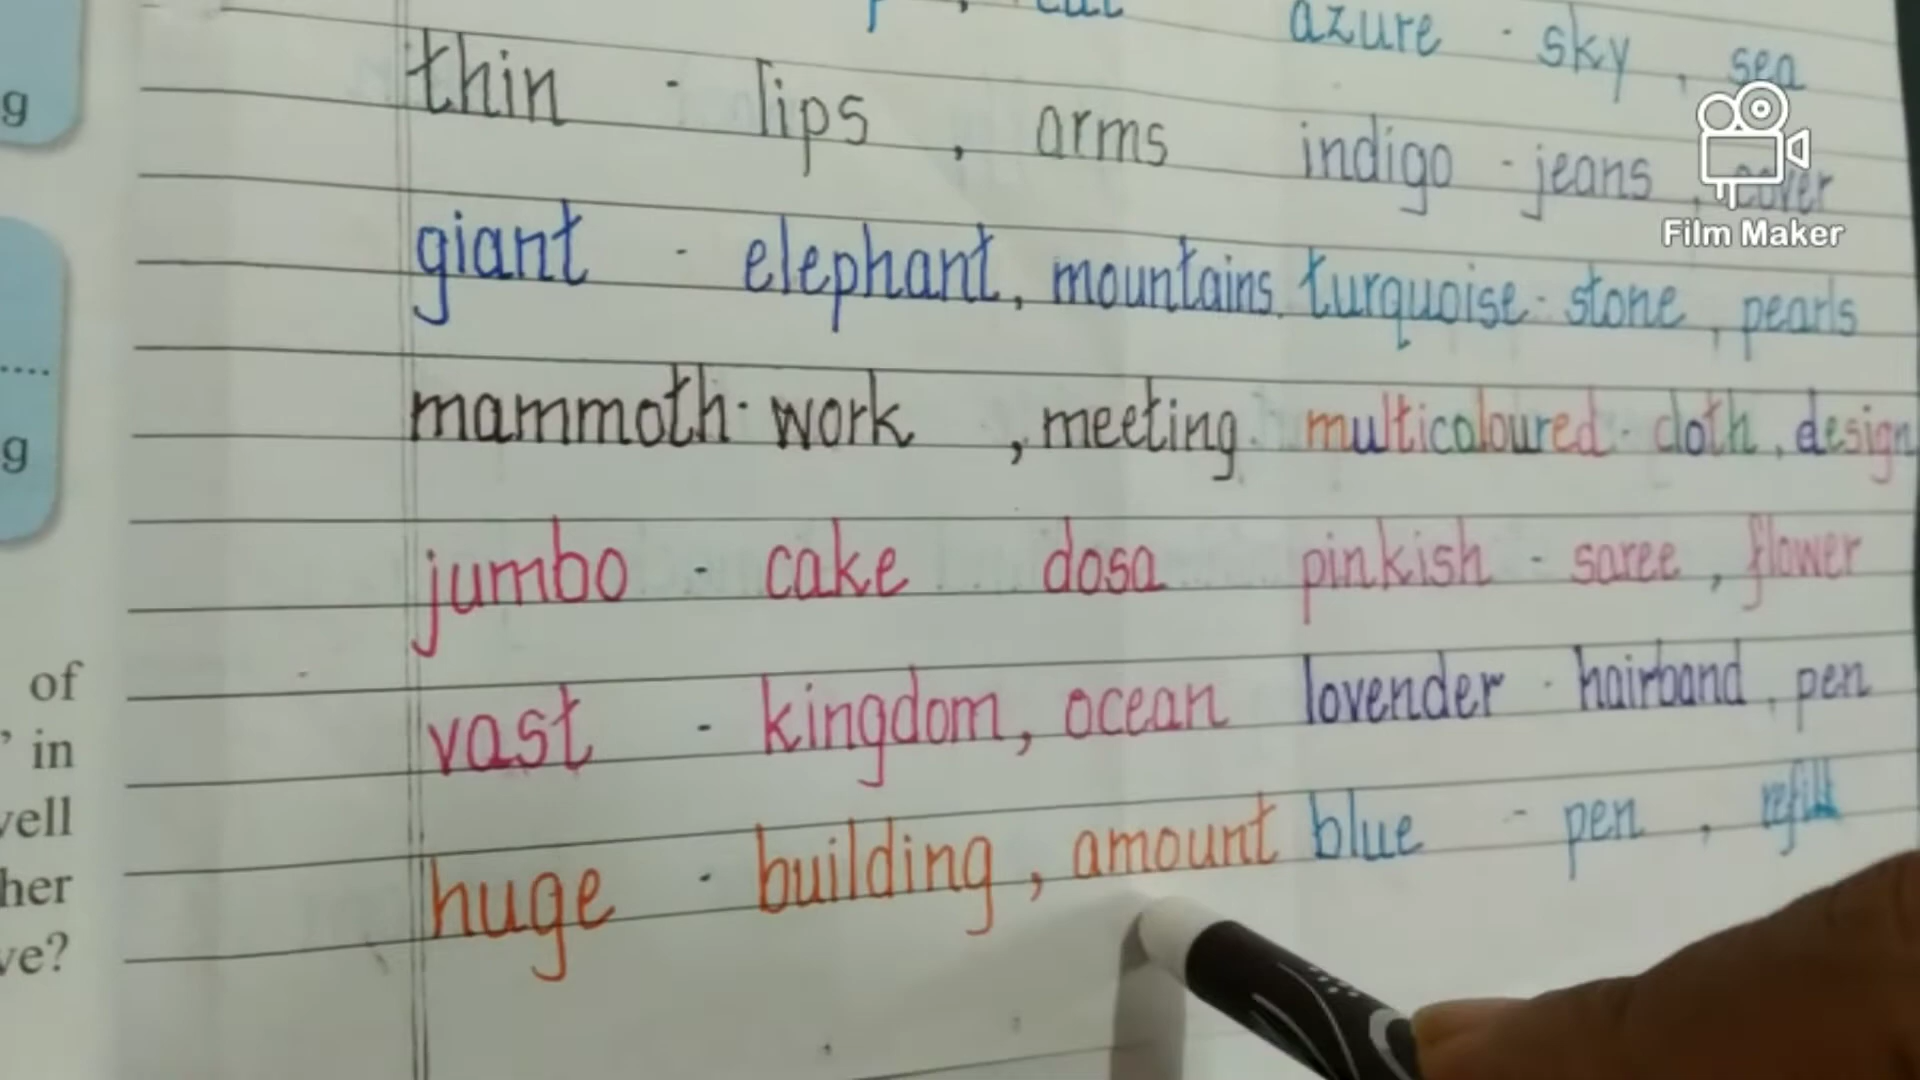 azure - sky, sea
thin - lips, arms indigo - jeans, cover
giant - elephant, mountains. turquoise - stone, pearls
mammoth - work, meeting. multicoloured - cloth, design
jumbo - cake dosa pinkish - saree, flower
vast - kingdom, ocean lovender - hairband, pen
huge - building, amount blue - pen, refill
g
g
of
in
her
Film Maker